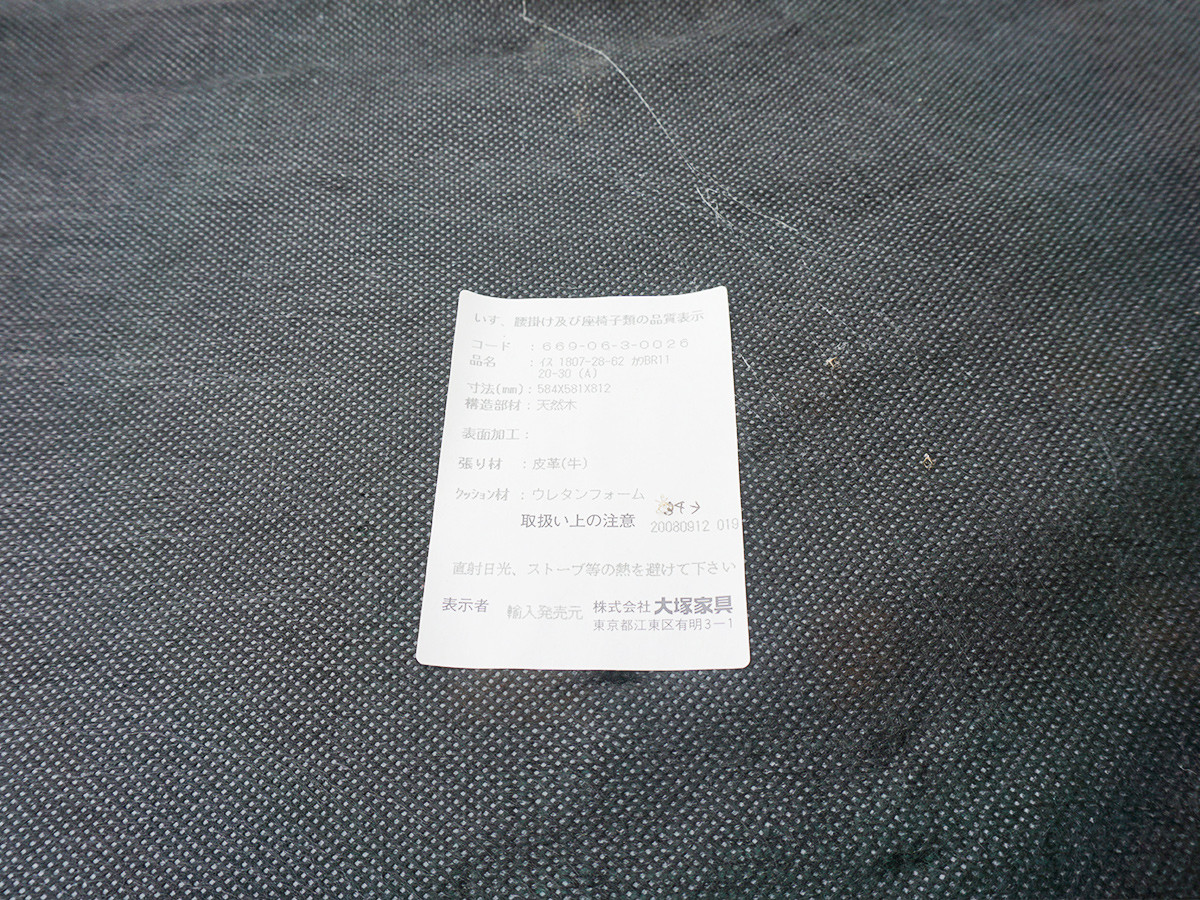 いす、腰掛け及び座椅子類の品質表示
コード :669-06-3-0026
品名 :ｲｽ 1807-28-62 ｶﾜBR11
20-30 (A)
寸法(mm):584X581X812
構造部材:天然木
表面加工:
張り材 :皮革(牛)
ｸｯｼｮﾝ材 :ウレタンフォーム
取扱い上の注意
20080912 019
直射日光、ストーブ等の熱を避けて下さい
表示者 輸入発売元 株式会社 大塚家具
東京都江東区有明3-1